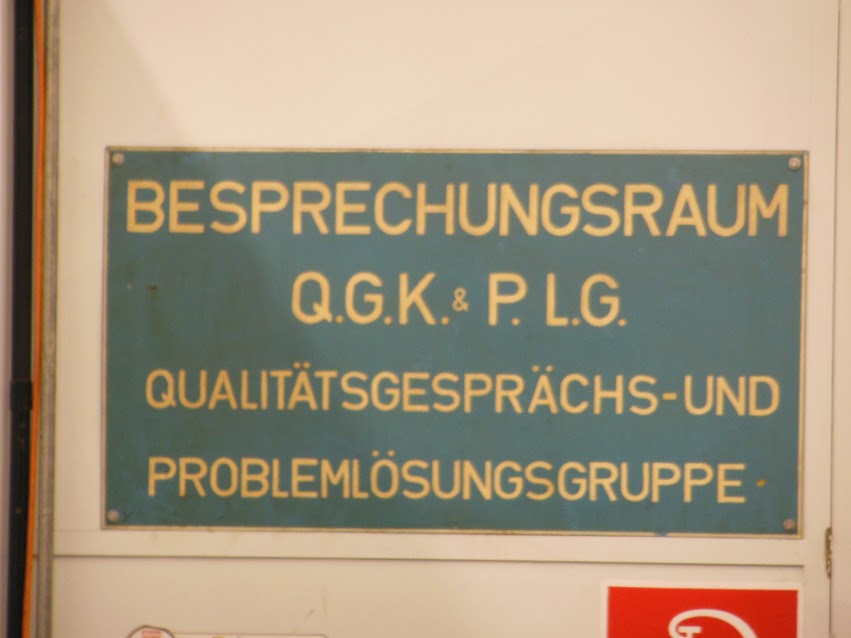 BESPRECHUNGSRAUM
Q.G.K. & P. L.G.
QUALITÄTSGESPRÄCHS-UND
PROBLEMLÖSUNGSGRUPPE